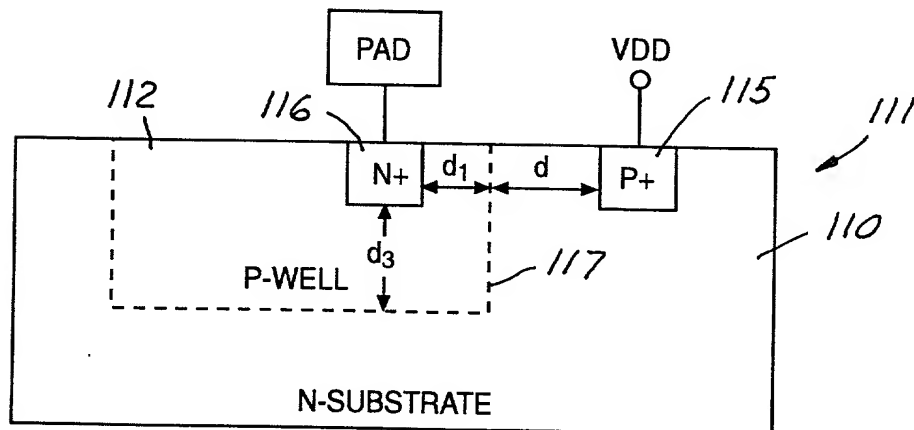 PAD
VDD
112
116
115
111
N+
d1
d
P+
d3
110
P-WELL
117
N-SUBSTRATE